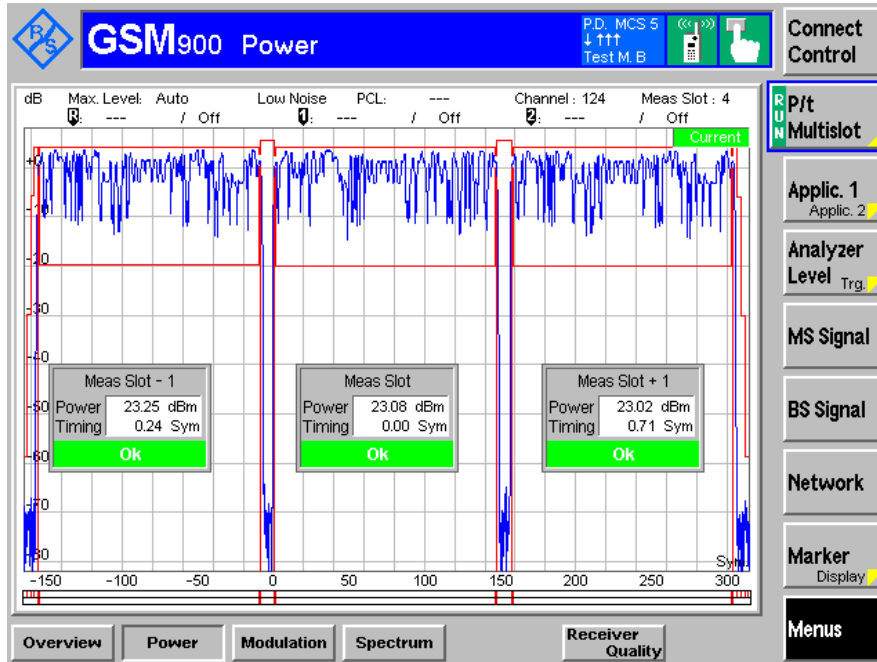 R&S
GSM900 Power
P.D. MCS 5
↓ ↑↑↑
Test M. B
Connect Control
dB Max. Level: Auto Low Noise PCL: --- Channel : 124 Meas Slot : 4
R: --- / Off 1: --- / Off 2: --- / Off
Current
+0
-10
-20
-30
-40
-50
-60
-70
-80
Meas Slot - 1
Power 23.25 dBm
Timing 0.24 Sym
Ok
Meas Slot
Power 23.08 dBm
Timing 0.00 Sym
Ok
Meas Slot + 1
Power 23.02 dBm
Timing 0.71 Sym
Ok
Sym
-150 -100 -50 0 50 100 150 200 250 300
RUN
P/t
Multislot
Applic. 1
Applic. 2
Analyzer
Level Trg.
MS Signal
BS Signal
Network
Marker
Display
Menus
Overview Power Modulation Spectrum Receiver Quality